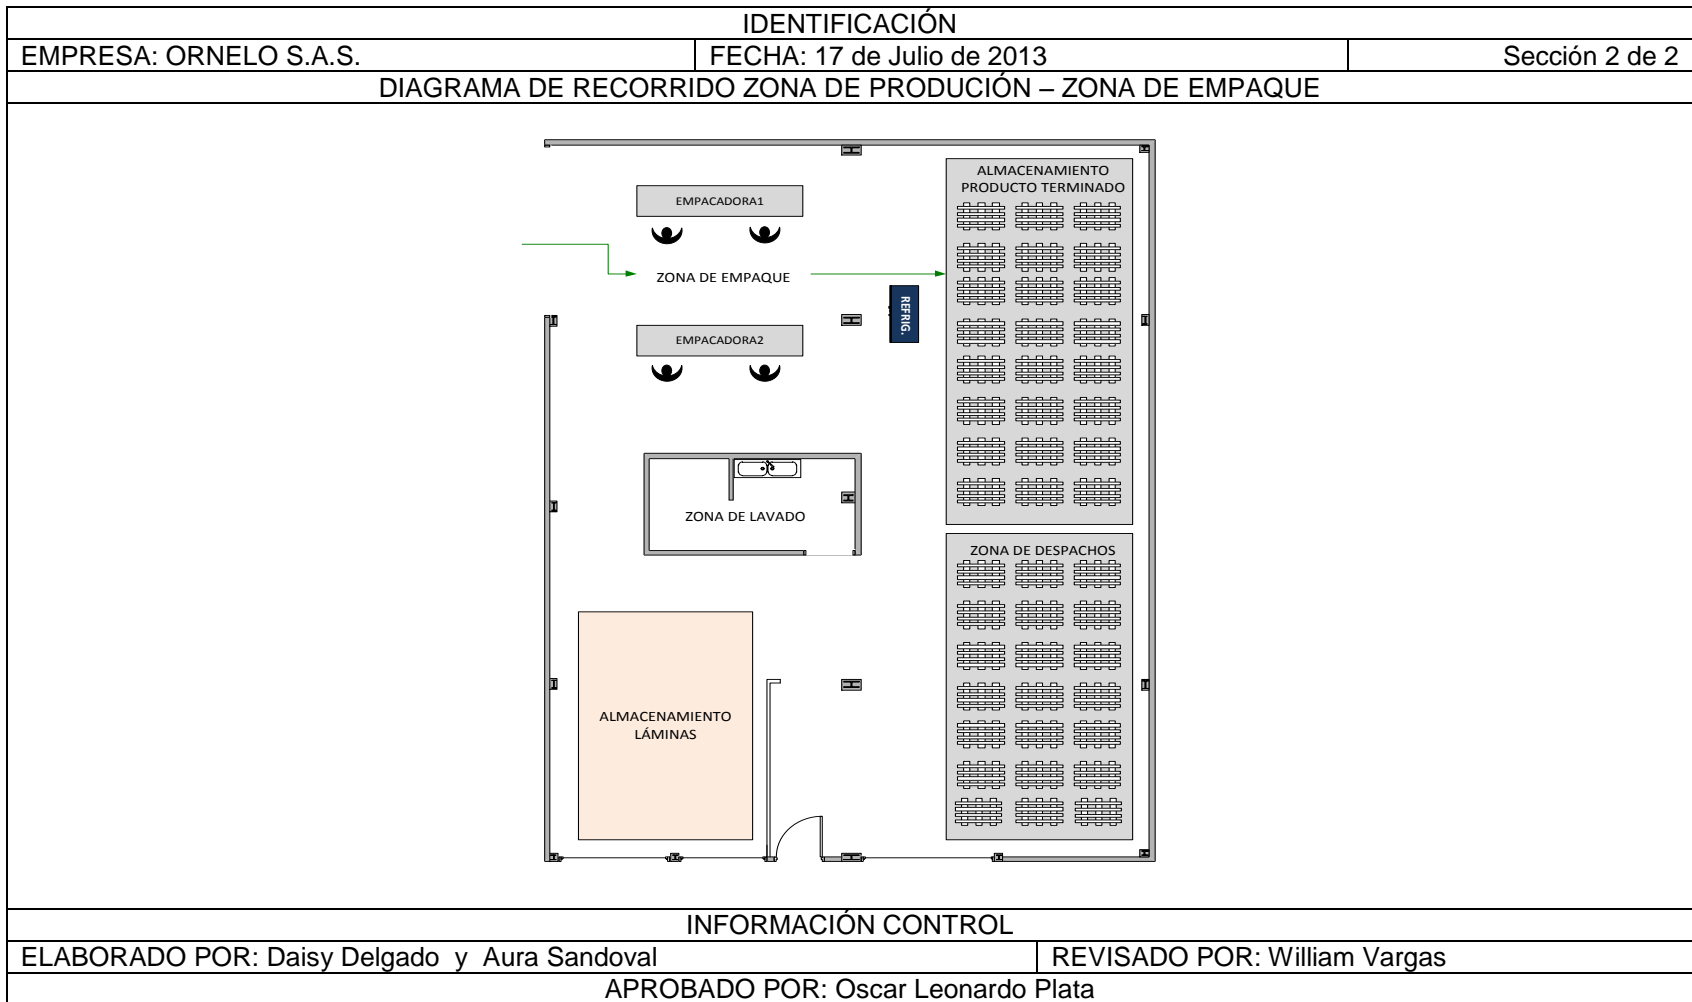 IDENTIFICACIÓN
EMPRESA: ORNELO S.A.S.
FECHA: 17 de Julio de 2013
Sección 2 de 2
DIAGRAMA DE RECORRIDO ZONA DE PRODUCIÓN – ZONA DE EMPAQUE
ALMACENAMIENTO
PRODUCTO TERMINADO
EMPACADORA1
ZONA DE EMPAQUE
REFRIG.
EMPACADORA2
ZONA DE LAVADO
ZONA DE DESPACHOS
ALMACENAMIENTO
LÁMINAS
INFORMACIÓN CONTROL
ELABORADO POR: Daisy Delgado y Aura Sandoval
REVISADO POR: William Vargas
APROBADO POR: Oscar Leonardo Plata